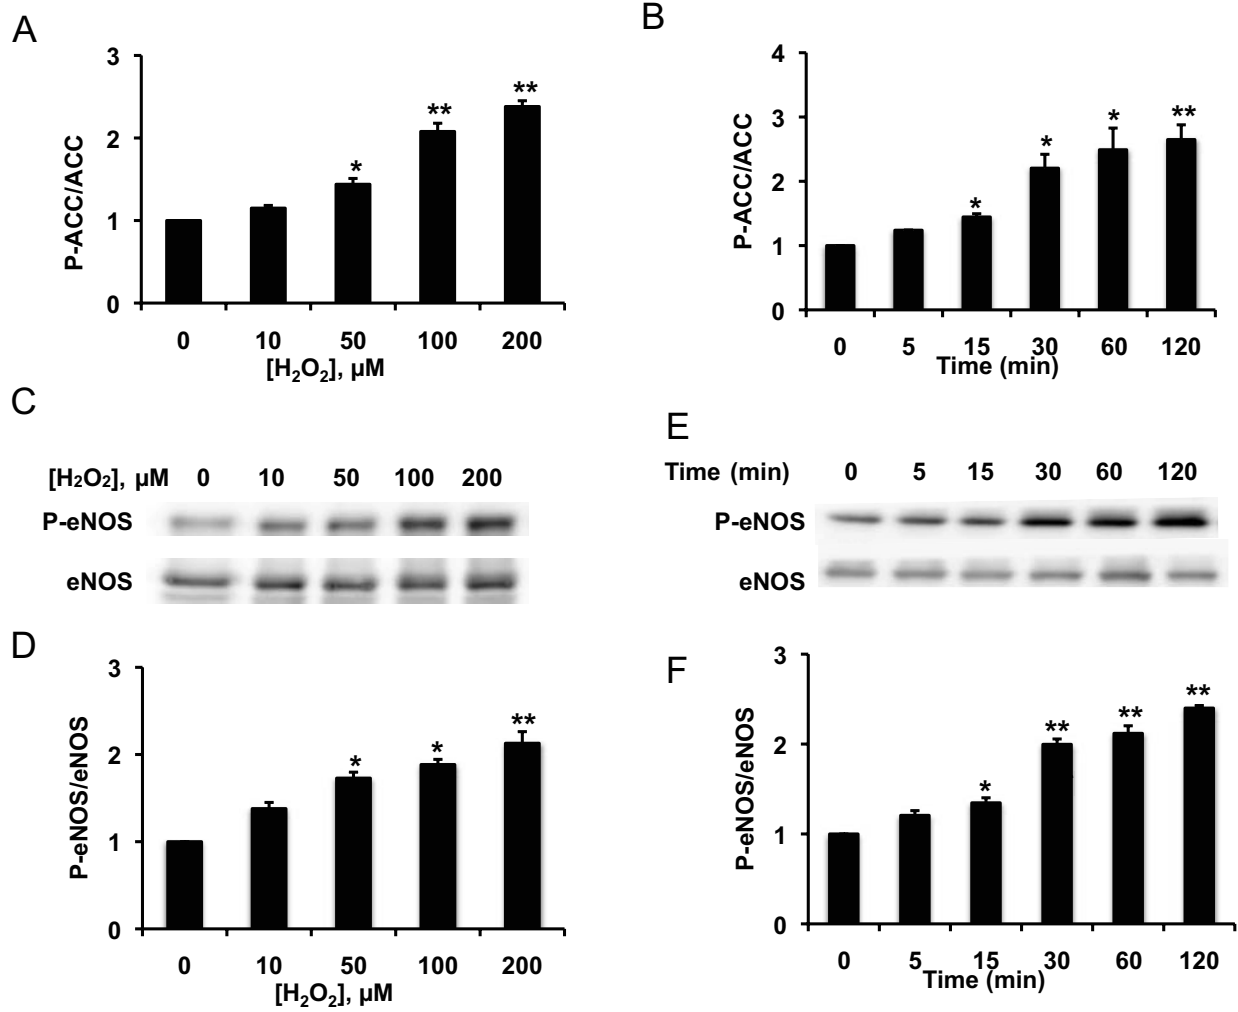 A
P-ACC/ACC
3
2
1
0
*
**
**
0 10 50 100 200
[H₂O₂], µM
B
P-ACC/ACC
4
3
2
1
0
*
*
*
**
0 5 15 30 60 120
Time (min)
C
[H₂O₂], µM 0 10 50 100 200
P-eNOS
eNOS
E
Time (min) 0 5 15 30 60 120
P-eNOS
eNOS
D
P-eNOS/eNOS
3
2
1
0
*
*
**
0 10 50 100 200
[H₂O₂], µM
F
P-eNOS/eNOS
3
2
1
0
*
**
**
**
0 5 15 30 60 120
Time (min)